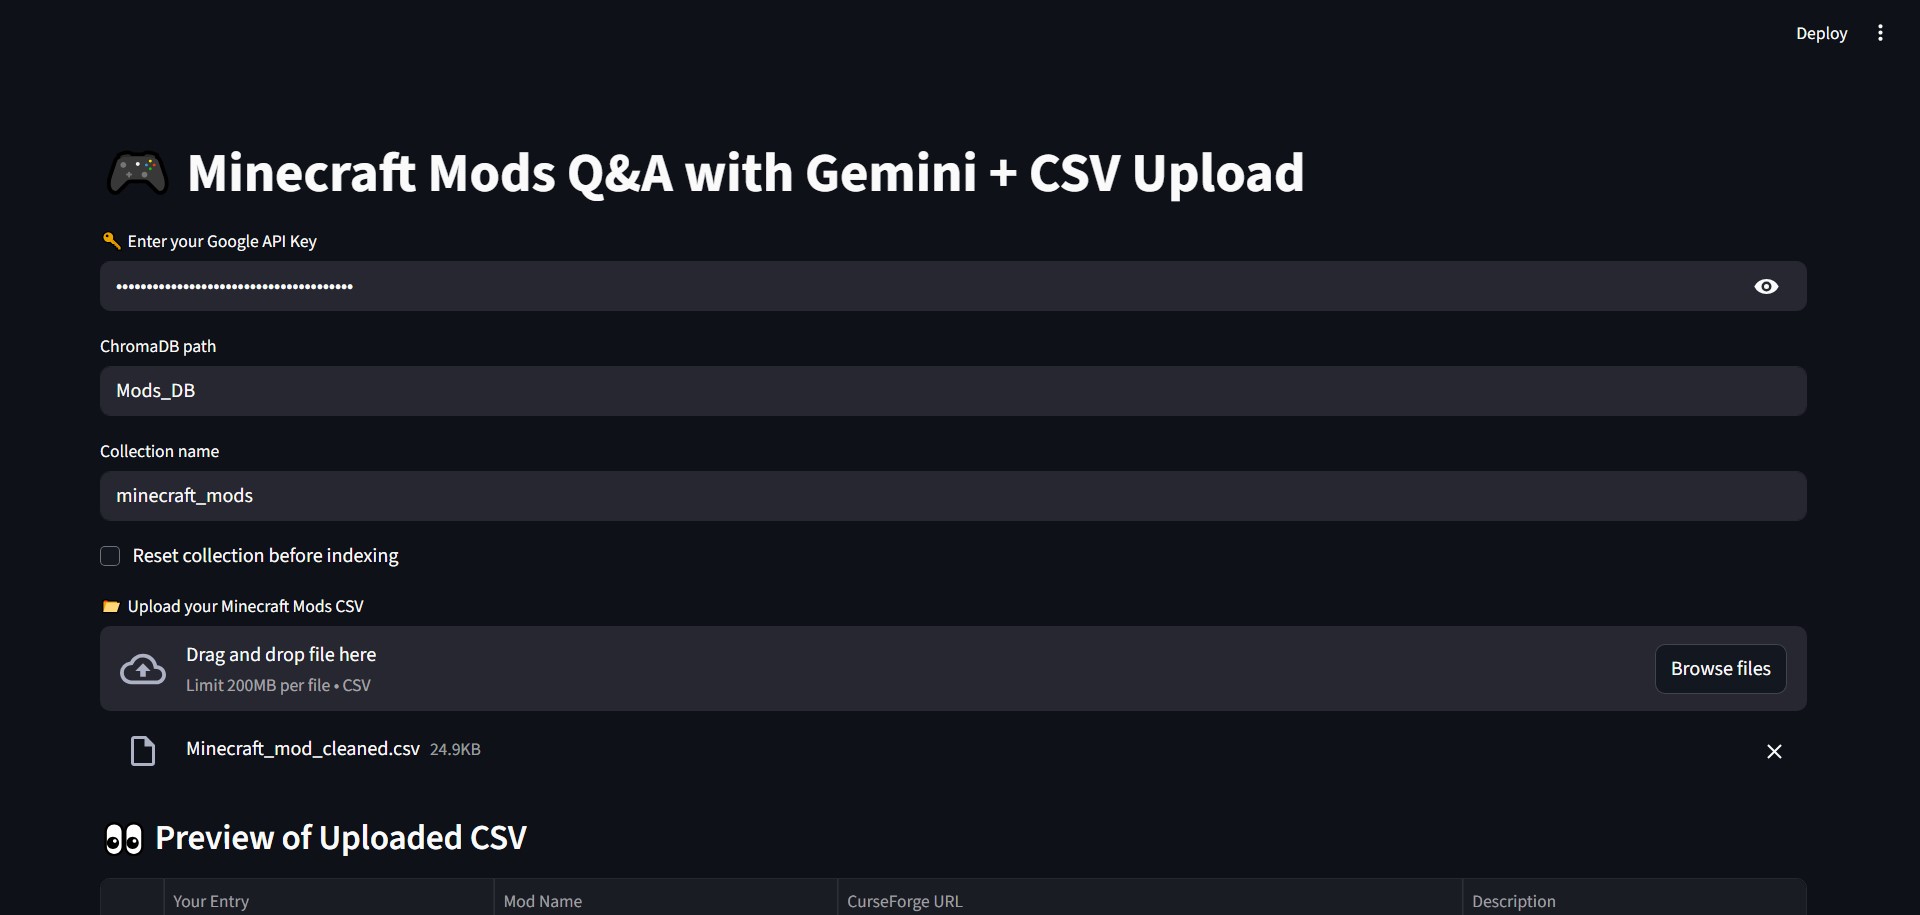 Deploy
Minecraft Mods Q&A with Gemini + CSV Upload
Enter your Google API Key
••••••••••••••••••••••••••••••••••••••• 
ChromaDB path
Mods_DB
Collection name
minecraft_mods
Reset collection before indexing
Upload your Minecraft Mods CSV
Drag and drop file here
Limit 200MB per file • CSV
Browse files
Minecraft_mod_cleaned.csv 24.9KB
Preview of Uploaded CSV
Your Entry Mod Name CurseForge URL Description